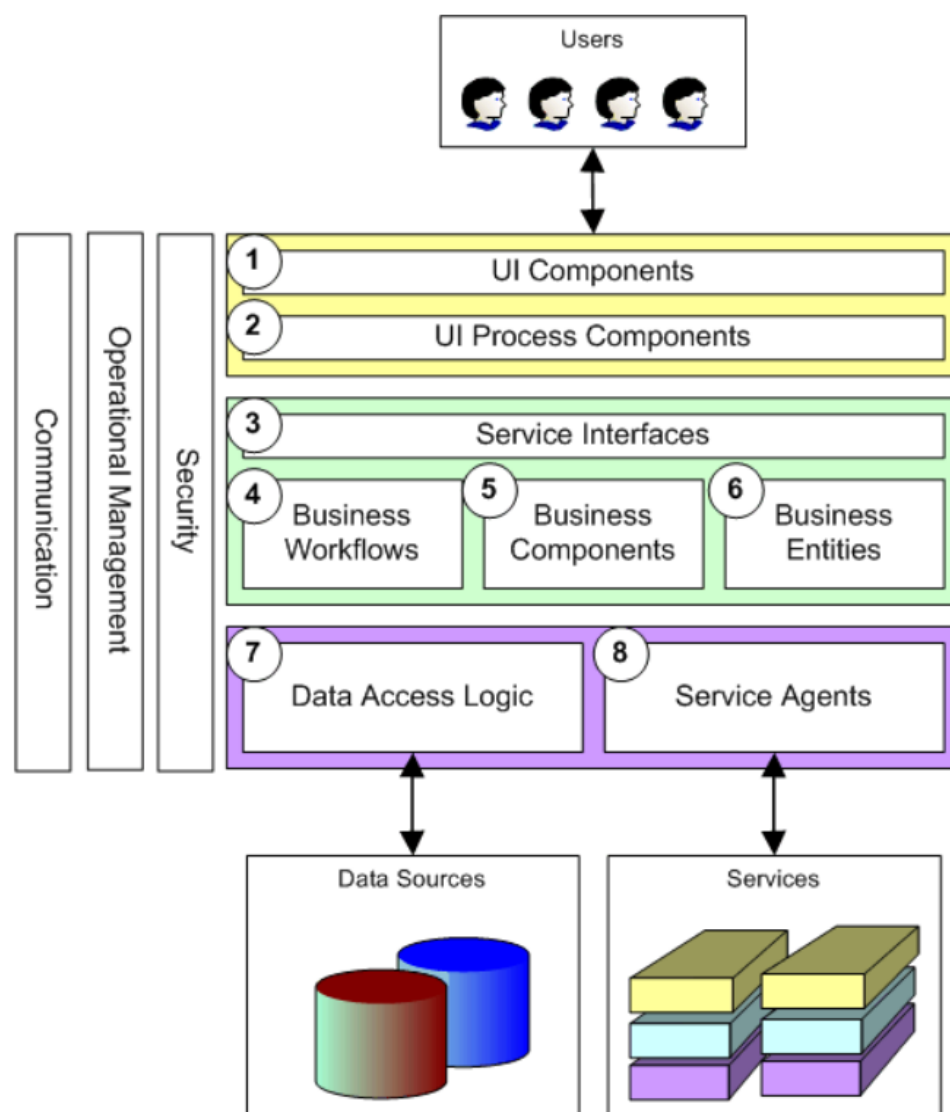 Users
Communication
Operational Management
Security
1
UI Components
2
UI Process Components
3
Service Interfaces
4
Business
Workflows
5
Business
Components
6
Business
Entities
7
Data Access Logic
8
Service Agents
Data Sources
Services